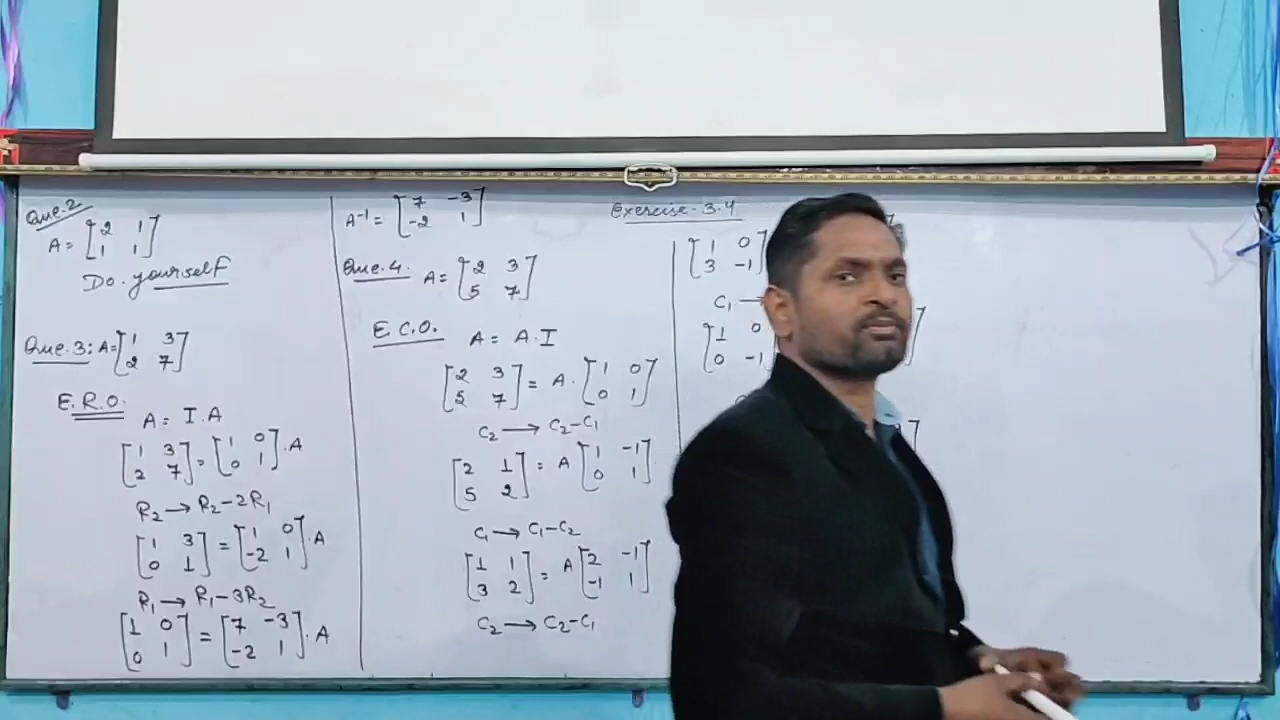 Que.2
A = [2 1
1 1]
Do. yourself
Que.3: A = [1 3
2 7]
E.R.O.
A = I.A
[1 3
2 7] = [1 0
0 1].A
R₂ → R₂-2R₁
[1 3
0 1] = [1 0
-2 1].A
R₁ → R₁-3R₂
[1 0
0 1] = [7 -3
-2 1].A
A⁻¹ = [7 -3
-2 1]
Que.4. A = [2 3
5 7]
E.C.O. A = A.I
[2 3
5 7] = A.[1 0
0 1]
C₂ → C₂-C₁
[2 1
5 2] = A [1 -1
0 1]
C₁ → C₁-C₂
[1 1
3 2] = A [2 -1
-1 1]
C₂ → C₂-C₁
Exercise-3.4
[1 0
3 -1]
C₁ →
[1 0
0 -1